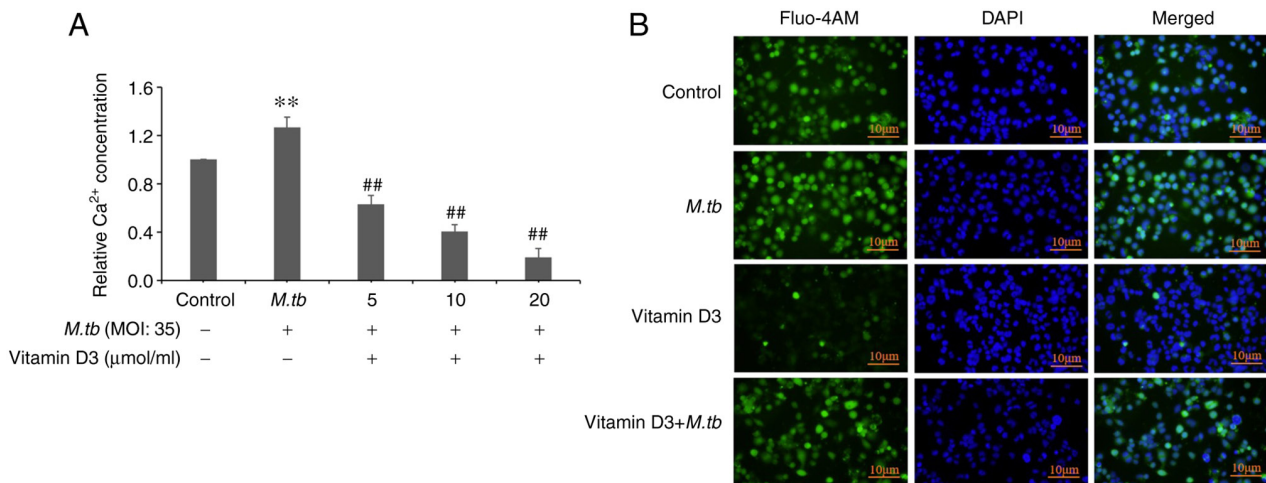 A
Relative Ca²⁺ concentration
1.6
1.2
0.8
0.4
0.0
**
##
##
##
Control M.tb 5 10 20
M.tb (MOI: 35) – + + + +
Vitamin D3 (μmol/ml) – – + + +
B
Fluo-4AM DAPI Merged
Control
10μm 10μm 10μm
M.tb
10μm 10μm 10μm
Vitamin D3
10μm 10μm 10μm
Vitamin D3+M.tb
10μm 10μm 10μm